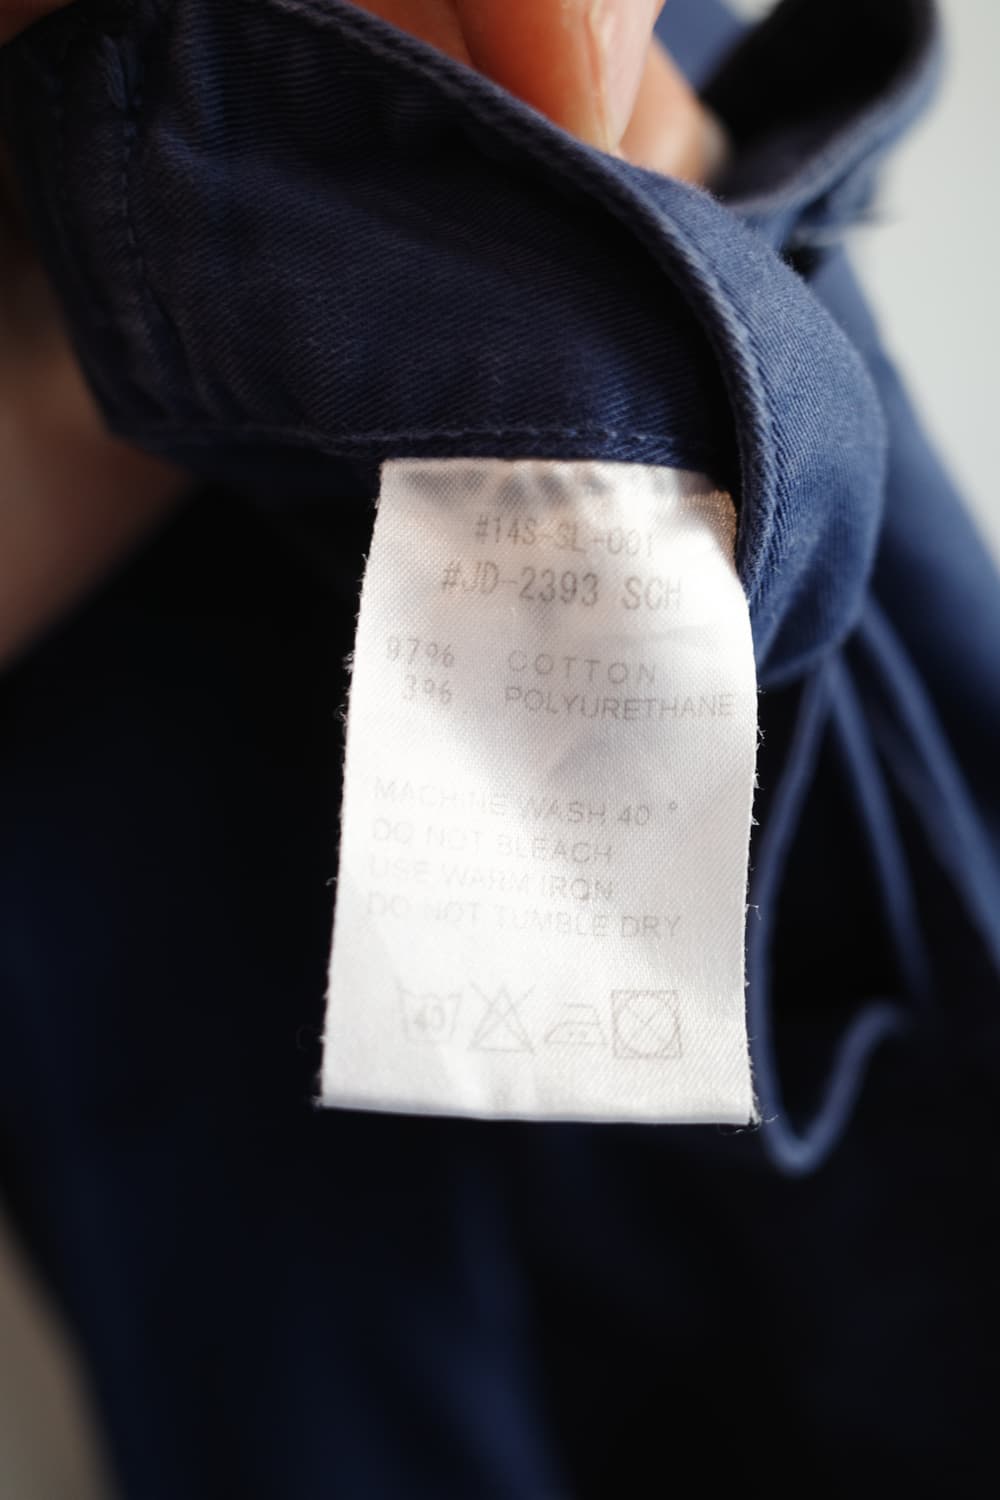 #14S-SL-001
#JD-2393 SCH
97% COTTON
3% POLYURETHANE
MACHINE WASH 40 °
DO NOT BLEACH
USE WARM IRON
DO NOT TUMBLE DRY
40